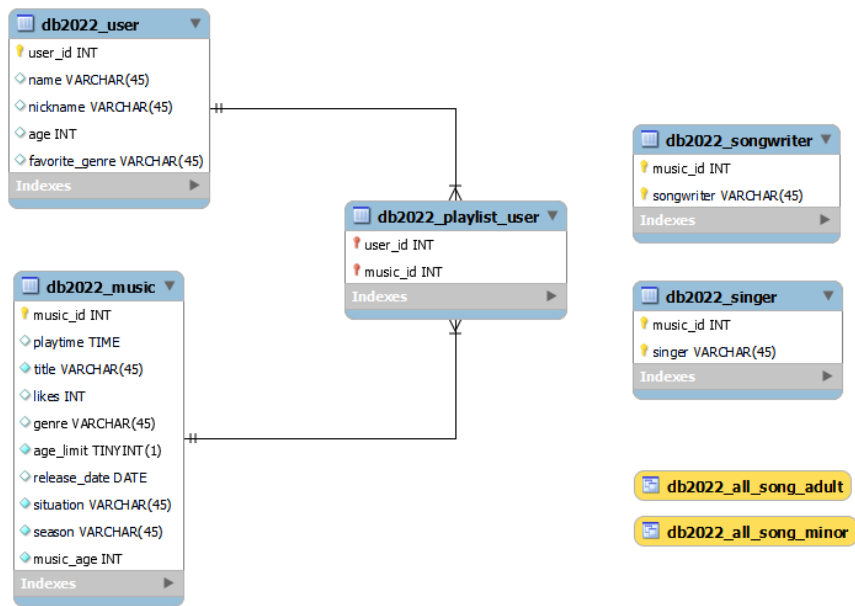 db2022_user
user_id INT
name VARCHAR(45)
nickname VARCHAR(45)
age INT
favorite_genre VARCHAR(45)
Indexes
db2022_music
music_id INT
playtime TIME
title VARCHAR(45)
likes INT
genre VARCHAR(45)
age_limit TINYINT(1)
release_date DATE
situation VARCHAR(45)
season VARCHAR(45)
music_age INT
Indexes
db2022_playlist_user
user_id INT
music_id INT
Indexes
db2022_songwriter
music_id INT
songwriter VARCHAR(45)
Indexes
db2022_singer
music_id INT
singer VARCHAR(45)
Indexes
db2022_all_song_adult
db2022_all_song_minor